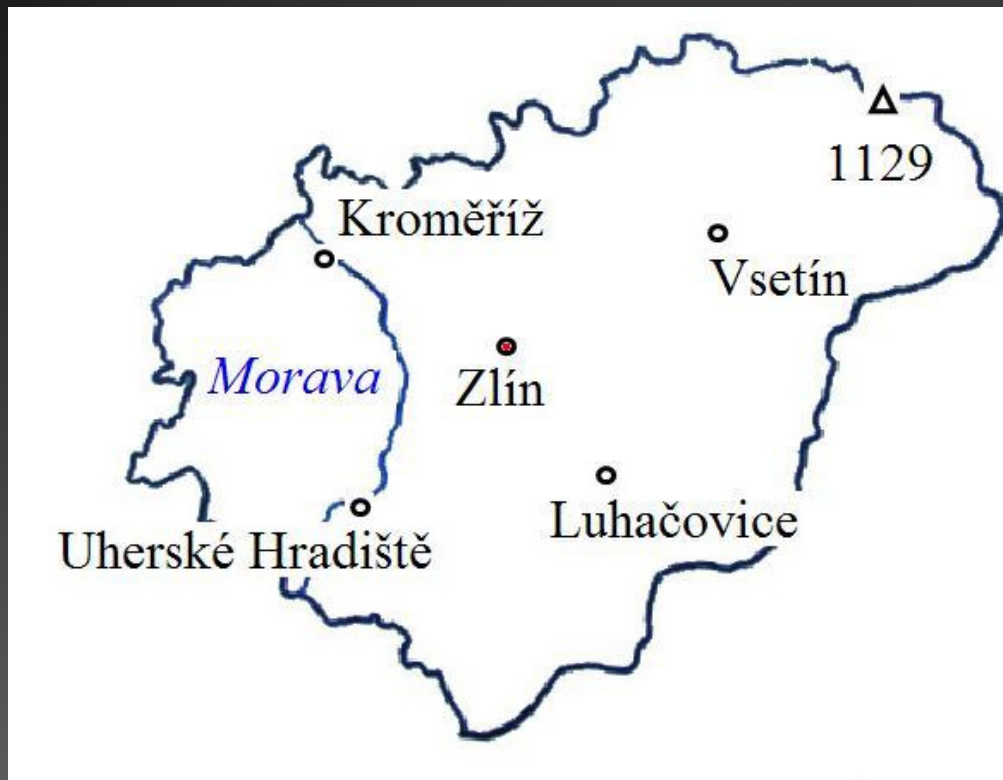 1129
Kroměříž
Vsetín
Morava
Zlín
Luhačovice
Uherské Hradiště